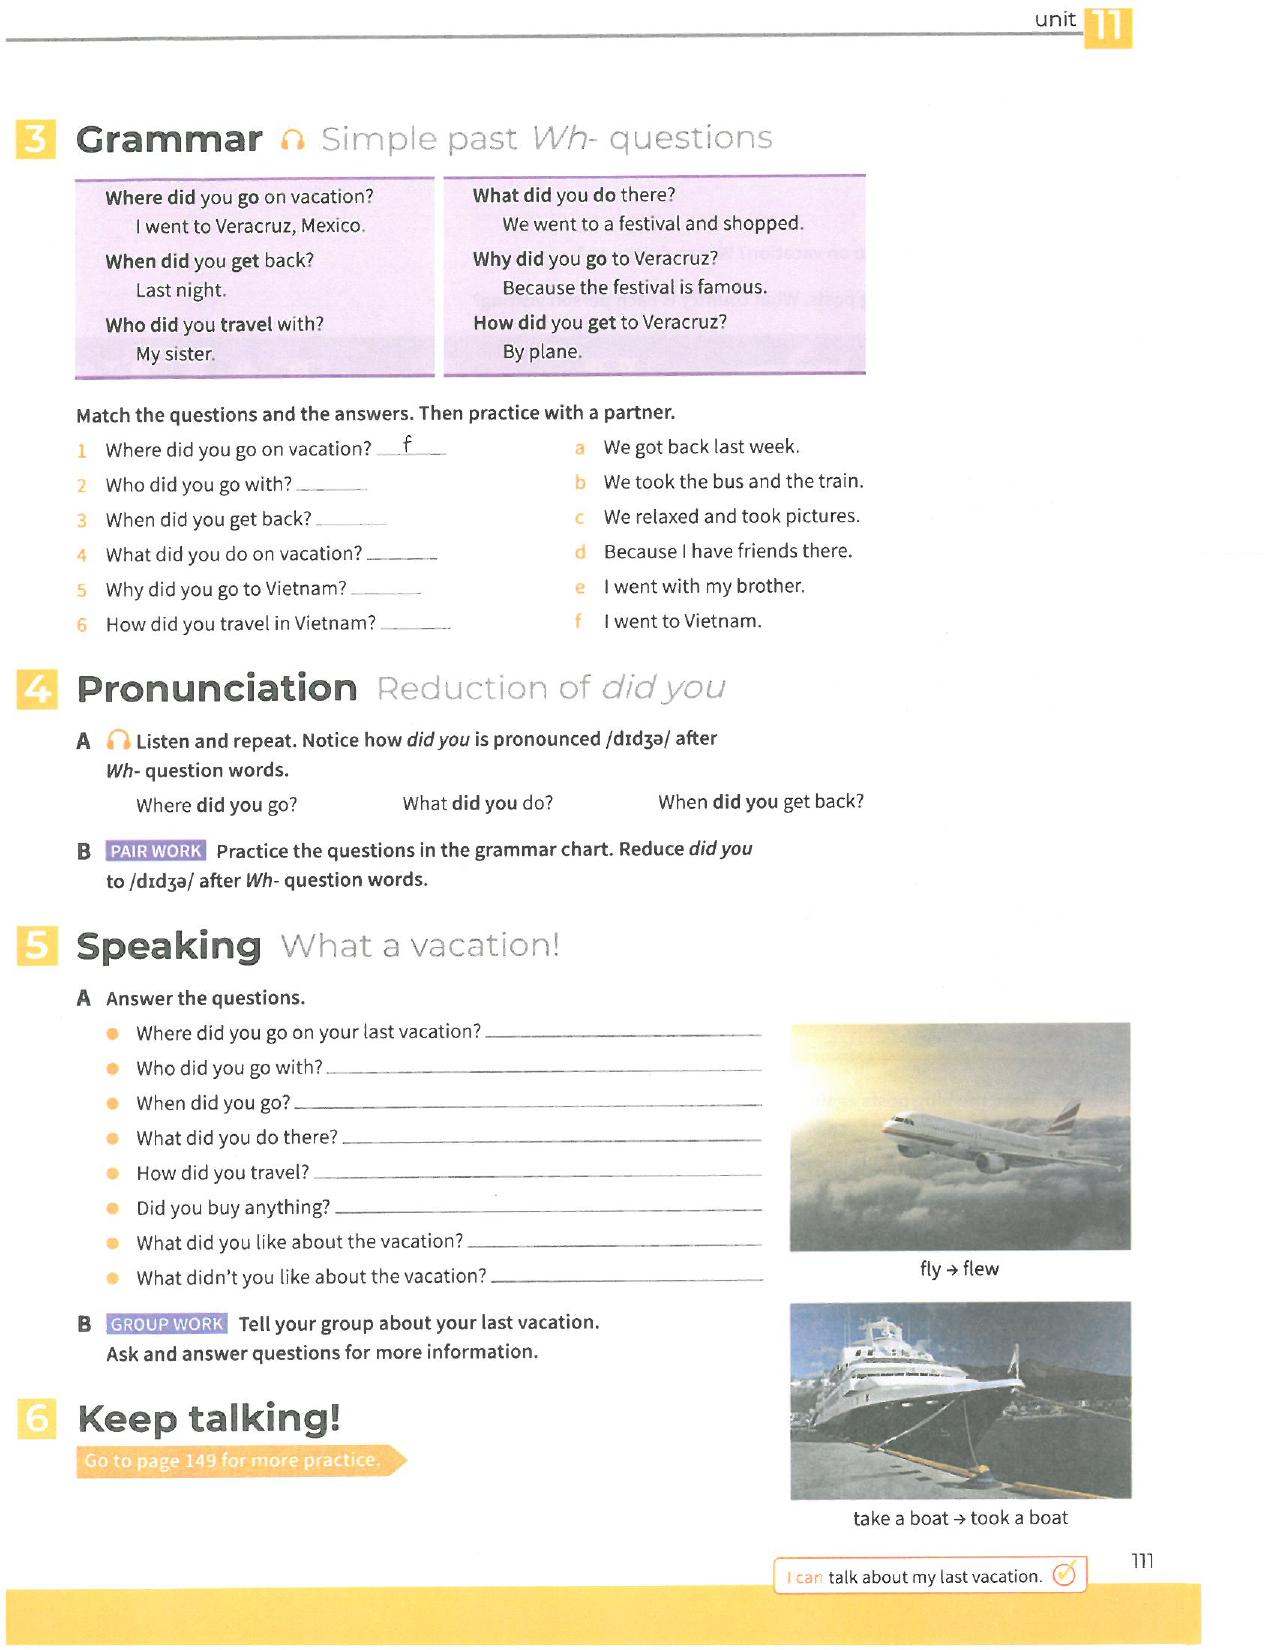 unit 11
3 Grammar Simple past Wh- questions
Where did you go on vacation?
I went to Veracruz, Mexico.
When did you get back?
Last night.
Who did you travel with?
My sister.
What did you do there?
We went to a festival and shopped.
Why did you go to Veracruz?
Because the festival is famous.
How did you get to Veracruz?
By plane.
Match the questions and the answers. Then practice with a partner.
1 Where did you go on vacation? f
2 Who did you go with?
3 When did you get back?
4 What did you do on vacation?
5 Why did you go to Vietnam?
6 How did you travel in Vietnam?
a We got back last week.
b We took the bus and the train.
c We relaxed and took pictures.
d Because I have friends there.
e I went with my brother.
f I went to Vietnam.
4 Pronunciation Reduction of did you
A Listen and repeat. Notice how did you is pronounced /dɪdʒə/ after
Wh- question words.
Where did you go? What did you do? When did you get back?
B PAIR WORK Practice the questions in the grammar chart. Reduce did you
to /dɪdʒə/ after Wh- question words.
5 Speaking What a vacation!
A Answer the questions.
Where did you go on your last vacation?
Who did you go with?
When did you go?
What did you do there?
How did you travel?
Did you buy anything?
What did you like about the vacation?
What didn't you like about the vacation?
fly → flew
B GROUP WORK Tell your group about your last vacation.
Ask and answer questions for more information.
6 Keep talking!
Go to page 149 for more practice.
take a boat → took a boat
I can talk about my last vacation.
111